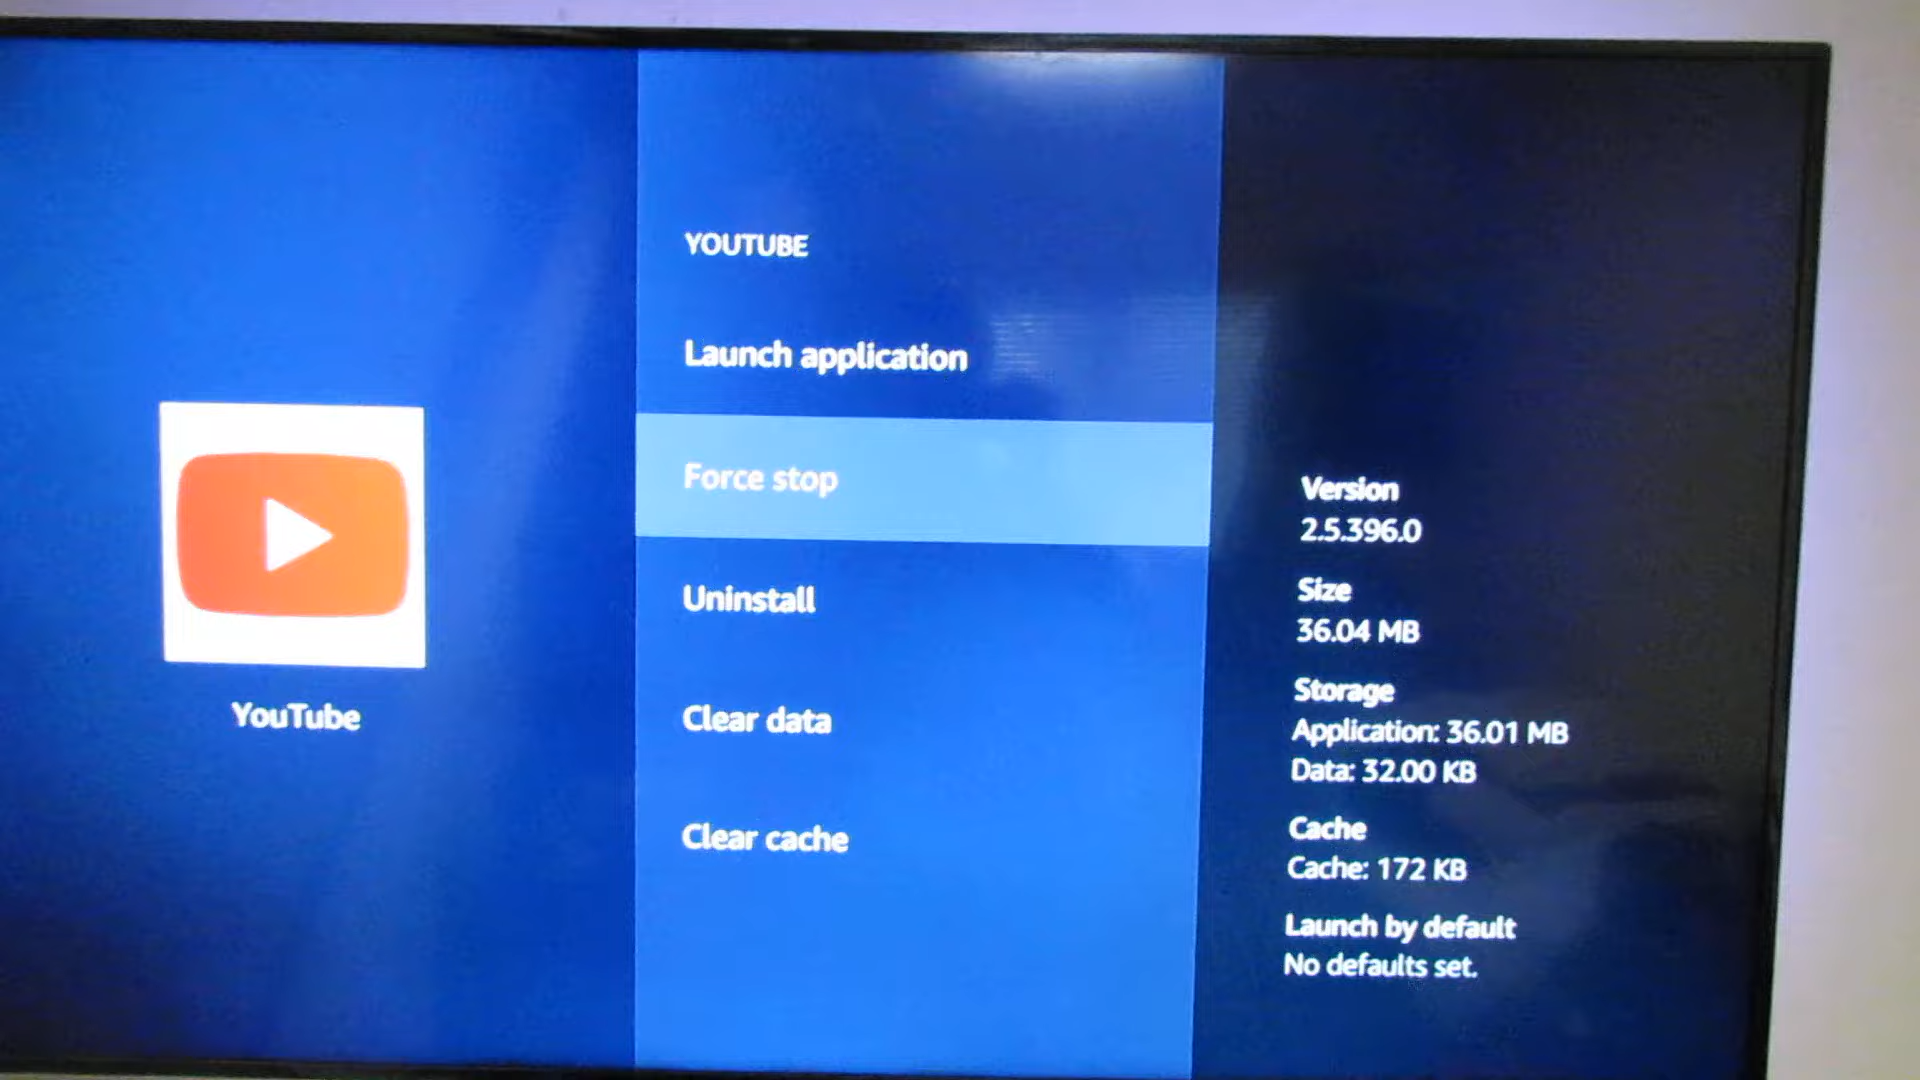 YOUTUBE
Launch application
Force stop
Uninstall
Clear data
Clear cache
YouTube
Version
2.5.396.0
Size
36.04 MB
Storage
Application: 36.01 MB
Data: 32.00 KB
Cache
Cache: 172 KB
Launch by default
No defaults set.